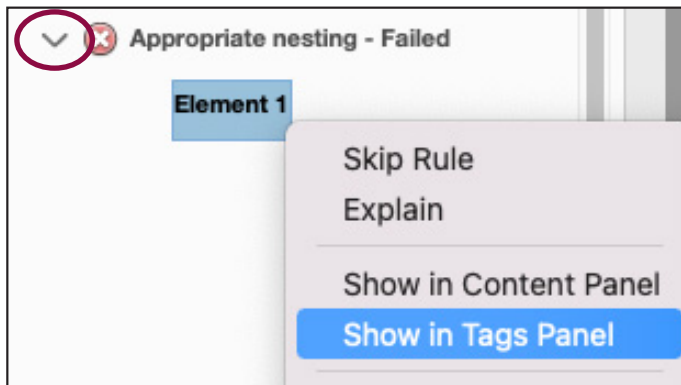 Appropriate nesting - Failed
Element 1
Skip Rule
Explain
Show in Content Panel
Show in Tags Panel